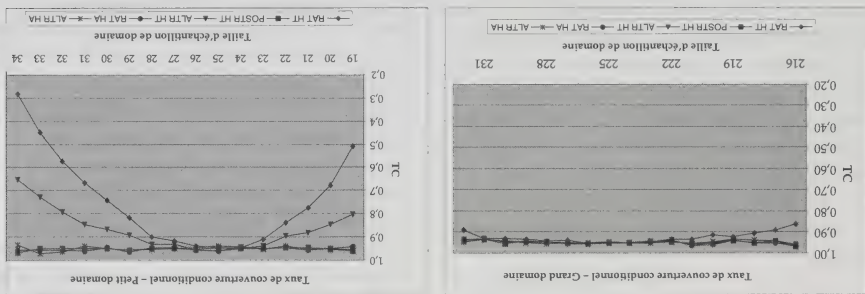 Taux de couverture conditionnel – Grand domaine
1,00
0,90
0,80
0,70
0,60
0,50
0,40
0,30
0,20
TC
216 219 222 225 228 231
Taille d'échantillon de domaine
RAT HT POSTR HT ALTR HT RAT HA ALTR HA
Taux de couverture conditionnel – Petit domaine
1,0
0,9
0,8
0,7
0,6
0,5
0,4
0,3
0,2
TC
19 20 21 22 23 24 25 26 27 28 29 30 31 32 33 34
Taille d'échantillon de domaine
RAT HT POSTR HT ALTR HT RAT HA ALTR HA